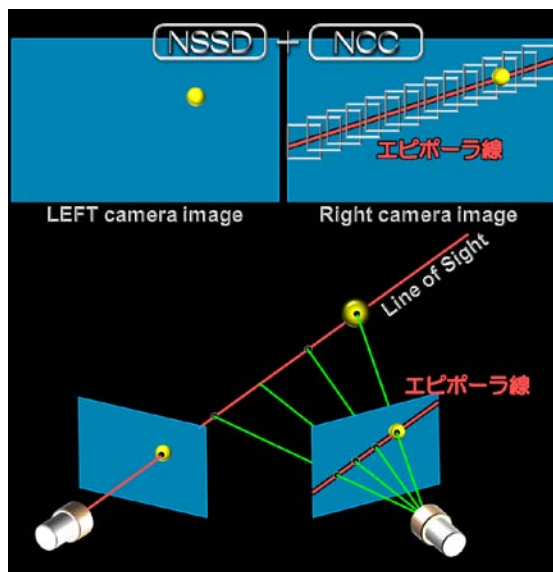 NSSD + NCC
エピポーラ線
LEFT camera image
Right camera image
Line of Sight
エピポーラ線